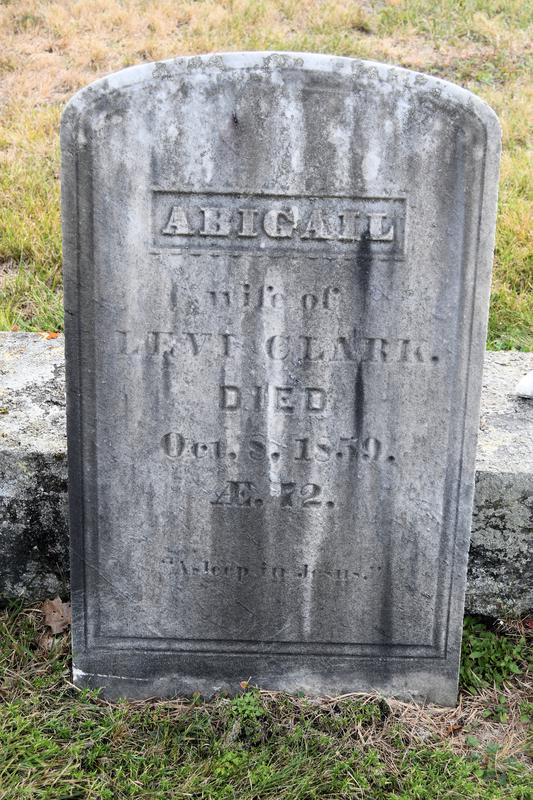 ABIGAIL
wife of
LEVI CLARK.
DIED
Oct. 8, 1859.
Æ. 72.
"Asleep in Jesus."